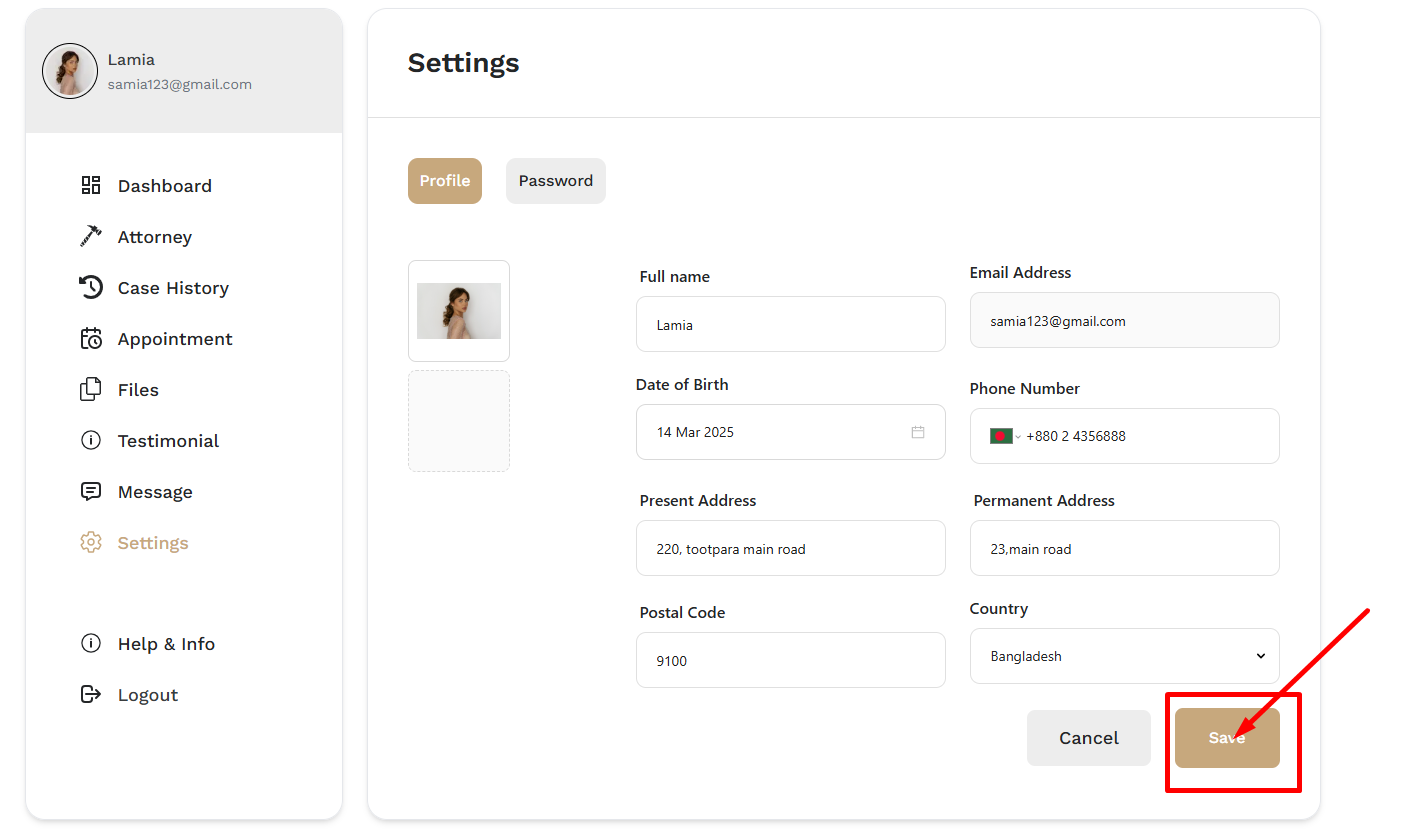 Lamia
samia123@gmail.com
Dashboard
Attorney
Case History
Appointment
Files
Testimonial
Message
Settings
Help & Info
Logout
Settings
Profile
Password
Full name
Lamia
Email Address
samia123@gmail.com
Date of Birth
14 Mar 2025
Phone Number
+880 2 4356888
Present Address
220, tootpara main road
Permanent Address
23,main road
Postal Code
9100
Country
Bangladesh
Cancel
Save